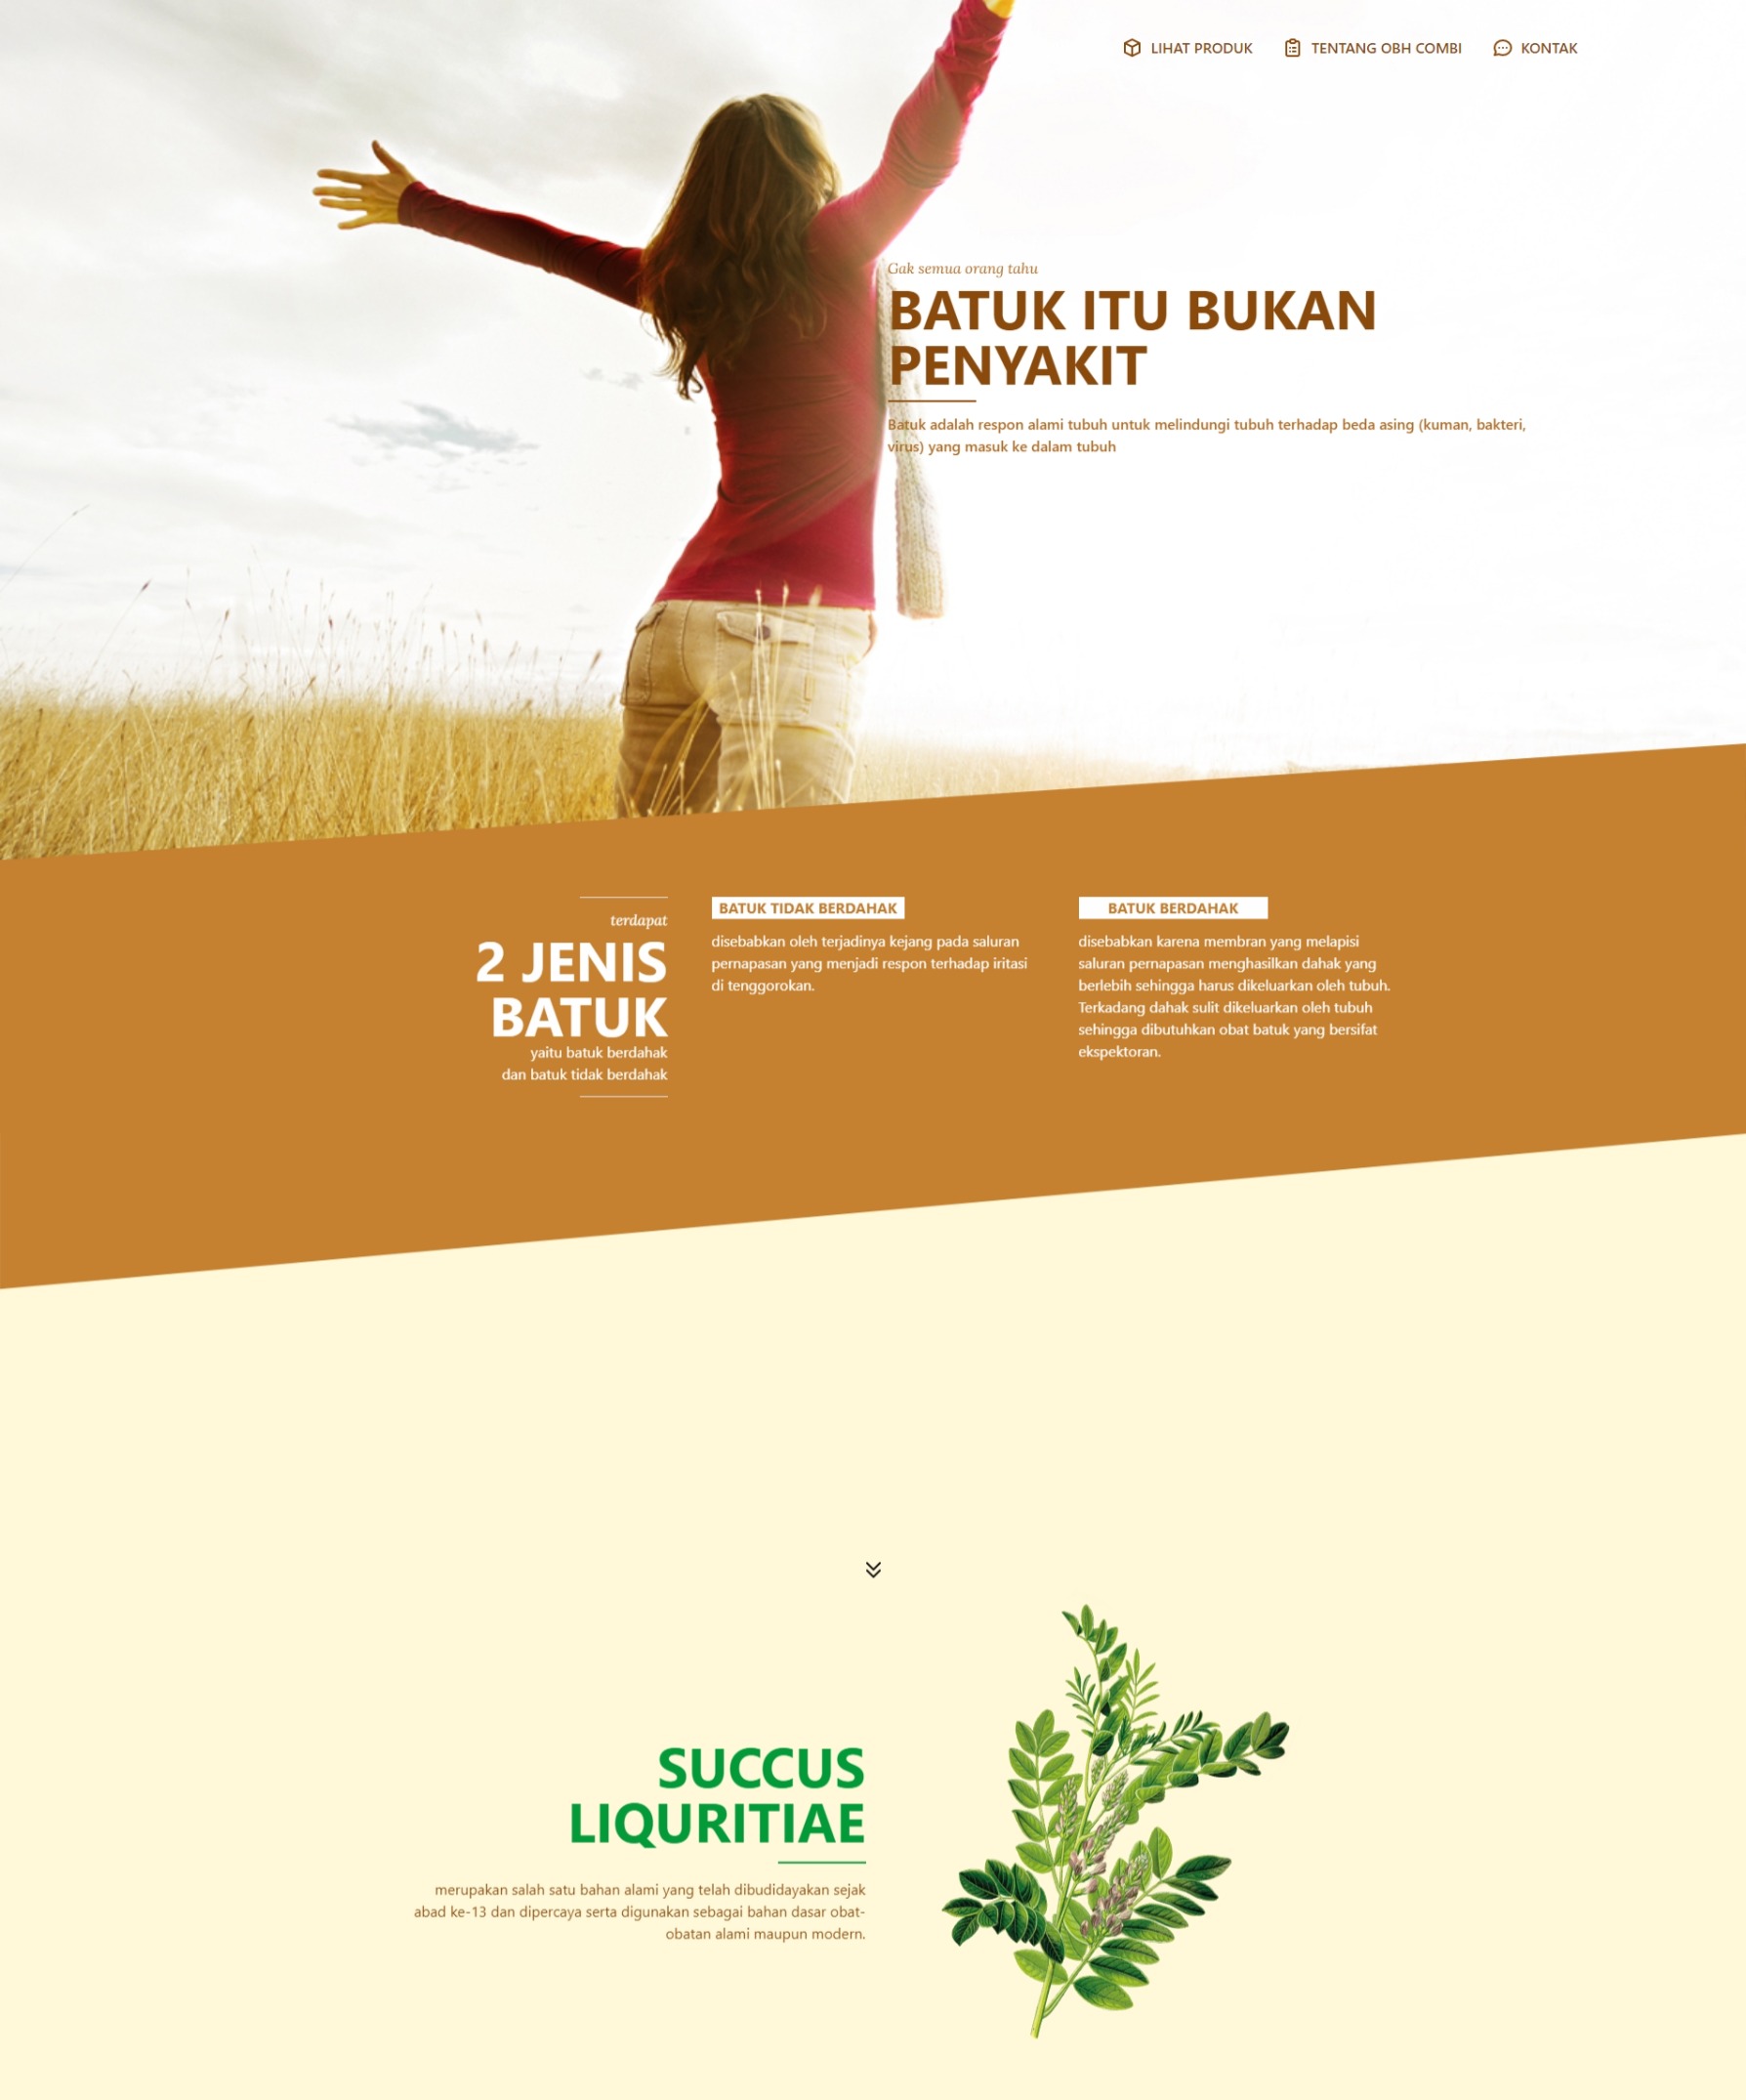 LIHAT PRODUK
TENTANG OBH COMBI
KONTAK
Gak semua orang tahu
BATUK ITU BUKAN
PENYAKIT
Batuk adalah respon alami tubuh untuk melindungi tubuh terhadap beda asing (kuman, bakteri,
virus) yang masuk ke dalam tubuh
terdapat
2 JENIS
BATUK
yaitu batuk berdahak
dan batuk tidak berdahak
BATUK TIDAK BERDAHAK
disebabkan oleh terjadinya kejang pada saluran
pernapasan yang menjadi respon terhadap iritasi
di tenggorokan.
BATUK BERDAHAK
disebabkan karena membran yang melapisi
saluran pernapasan menghasilkan dahak yang
berlebih sehingga harus dikeluarkan oleh tubuh.
Terkadang dahak sulit dikeluarkan oleh tubuh
sehingga dibutuhkan obat batuk yang bersifat
ekspektoran.
SUCCUS
LIQURITIAE
merupakan salah satu bahan alami yang telah dibudidayakan sejak
abad ke-13 dan dipercaya serta digunakan sebagai bahan dasar obat-
obatan alami maupun modern.